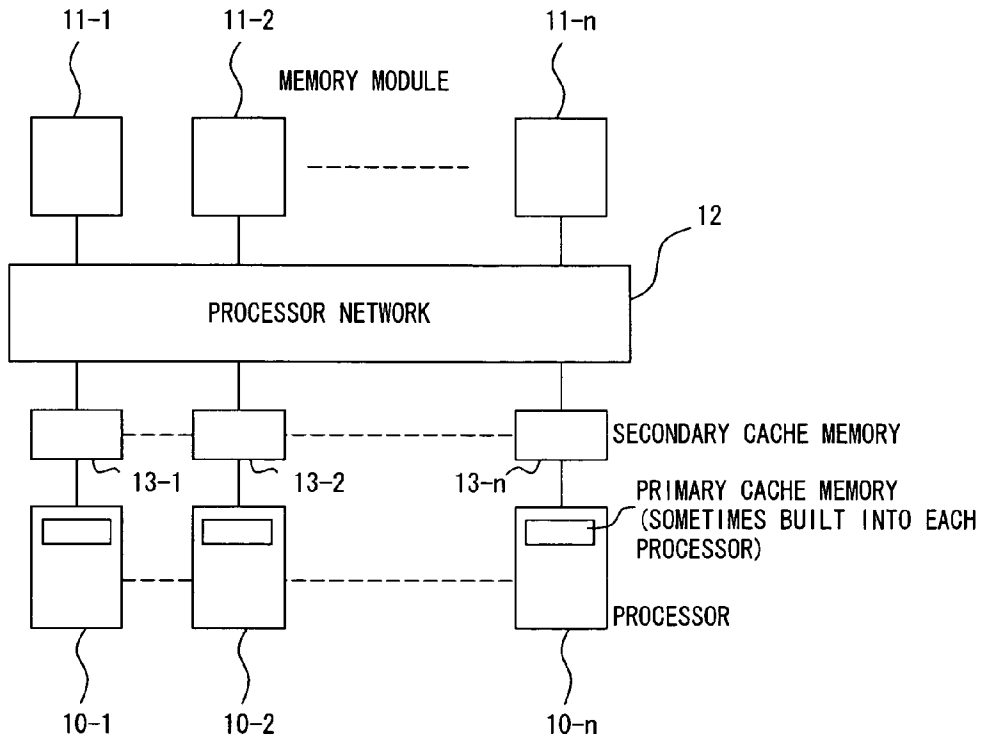 11-1
11-2
11-n
MEMORY MODULE
12
PROCESSOR NETWORK
SECONDARY CACHE MEMORY
13-1
13-2
13-n
PRIMARY CACHE MEMORY
(SOMETIMES BUILT INTO EACH
PROCESSOR)
PROCESSOR
10-1
10-2
10-n